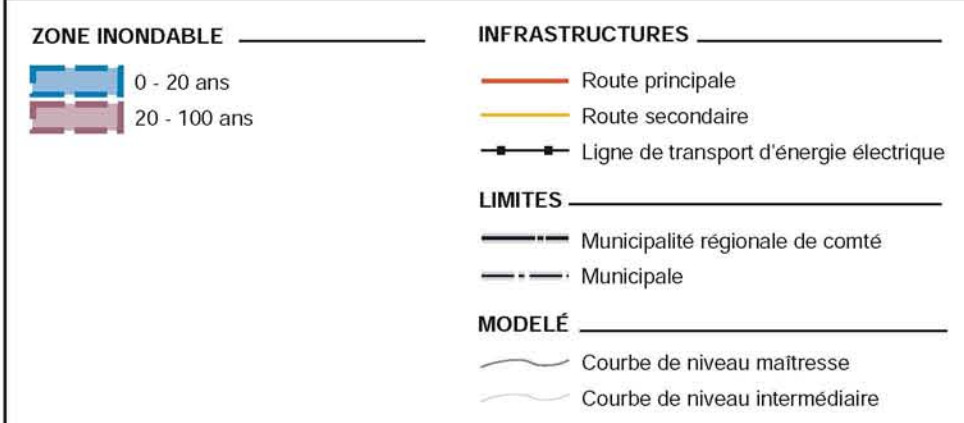 ZONE INONDABLE
0 - 20 ans
20 - 100 ans
INFRASTRUCTURES
Route principale
Route secondaire
Ligne de transport d'énergie électrique
LIMITES
Municipalité régionale de comté
Municipale
MODELÉ
Courbe de niveau maîtresse
Courbe de niveau intermédiaire